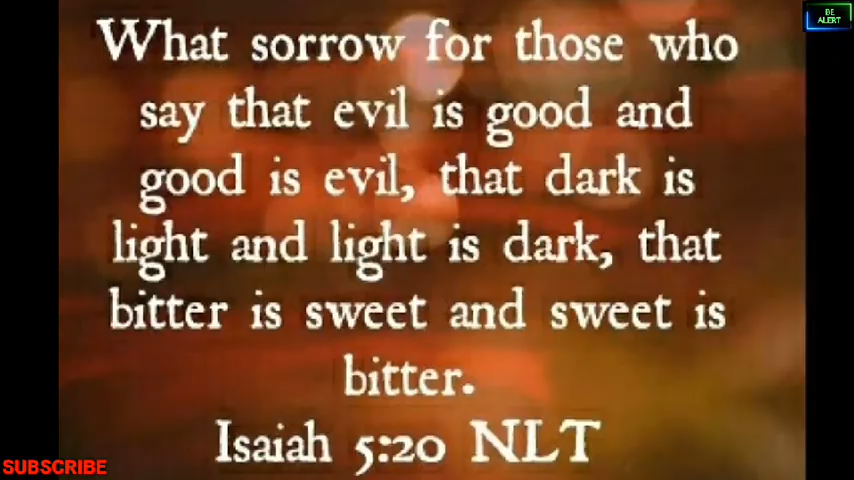 What sorrow for those who
say that evil is good and
good is evil, that dark is
light and light is dark, that
bitter is sweet and sweet is
bitter.
Isaiah 5:20 NLT
BE
ALERT
SUBSCRIBE